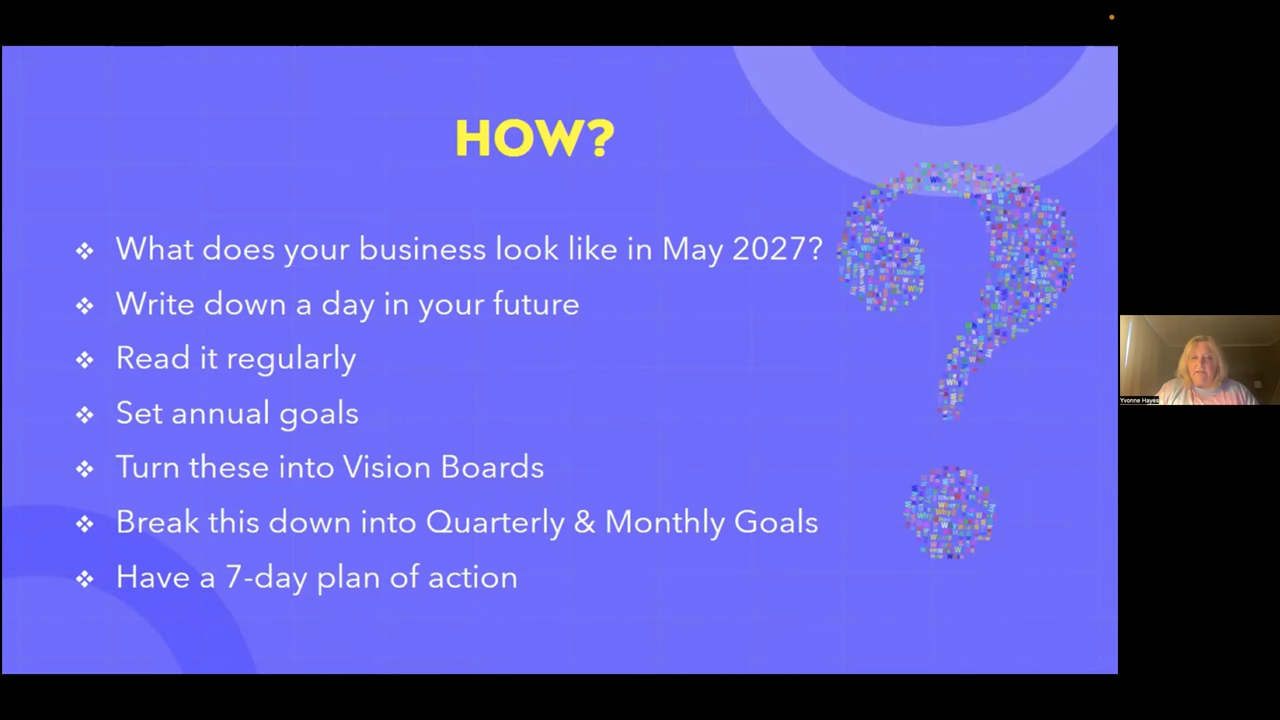 HOW?
❖ What does your business look like in May 2027?
❖ Write down a day in your future
❖ Read it regularly
❖ Set annual goals
❖ Turn these into Vision Boards
❖ Break this down into Quarterly & Monthly Goals
❖ Have a 7-day plan of action
Yvonne Hayes